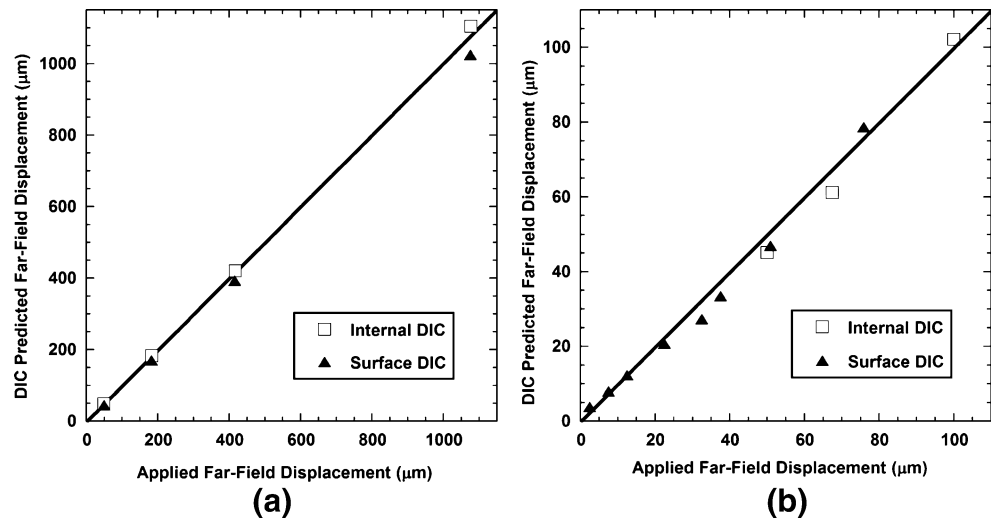 DIC Predicted Far-Field Displacement (μm)
1000
800
600
400
200
0
0 200 400 600 800 1000
Applied Far-Field Displacement (μm)
Internal DIC
Surface DIC
(a)
DIC Predicted Far-Field Displacement (μm)
100
80
60
40
20
0
0 20 40 60 80 100
Applied Far-Field Displacement (μm)
Internal DIC
Surface DIC
(b)